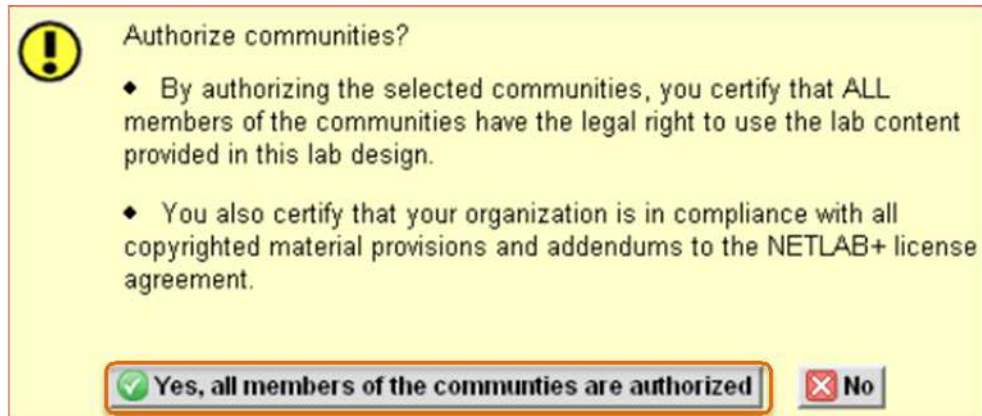 Authorize communities?
◆ By authorizing the selected communities, you certify that ALL
members of the communities have the legal right to use the lab content
provided in this lab design.
◆ You also certify that your organization is in compliance with all
copyrighted material provisions and addendums to the NETLAB+ license
agreement.
Yes, all members of the communties are authorized No